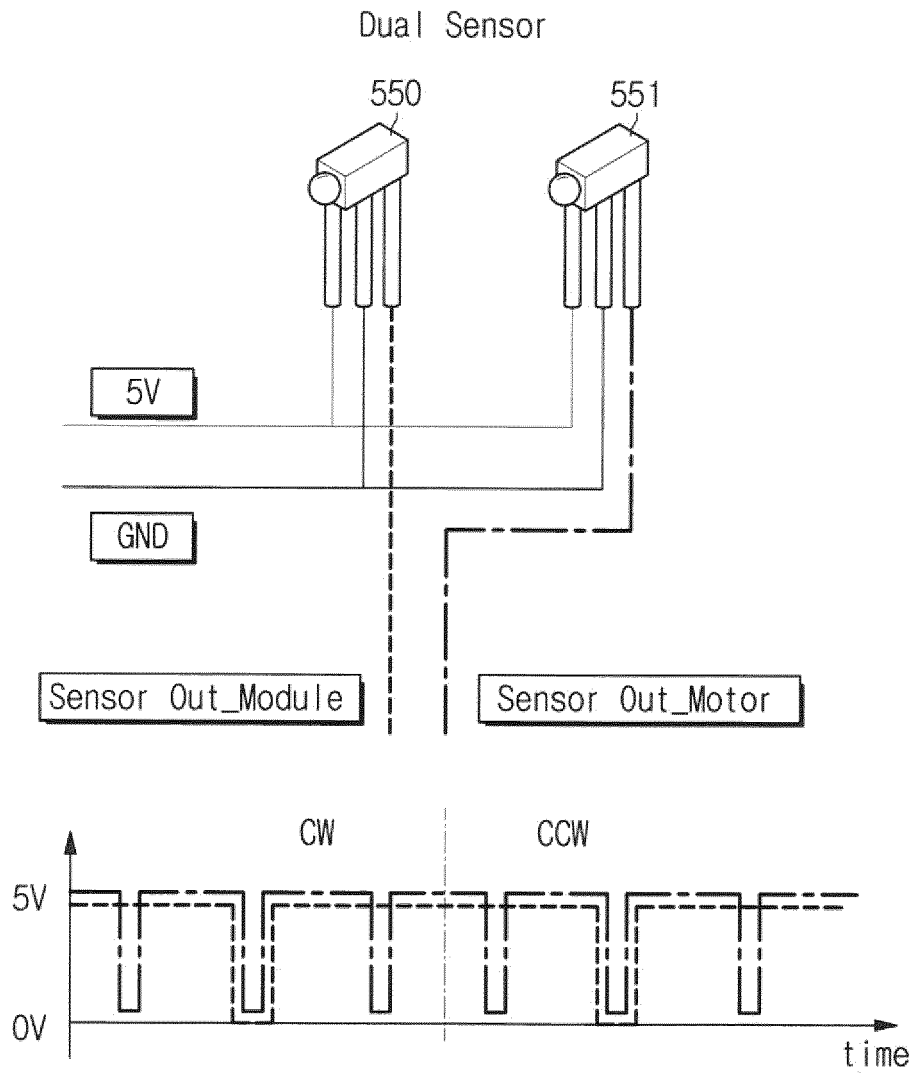 Dual Sensor
550
551
5V
GND
Sensor Out_Module
Sensor Out_Motor
CW
CCW
5V
0V
time